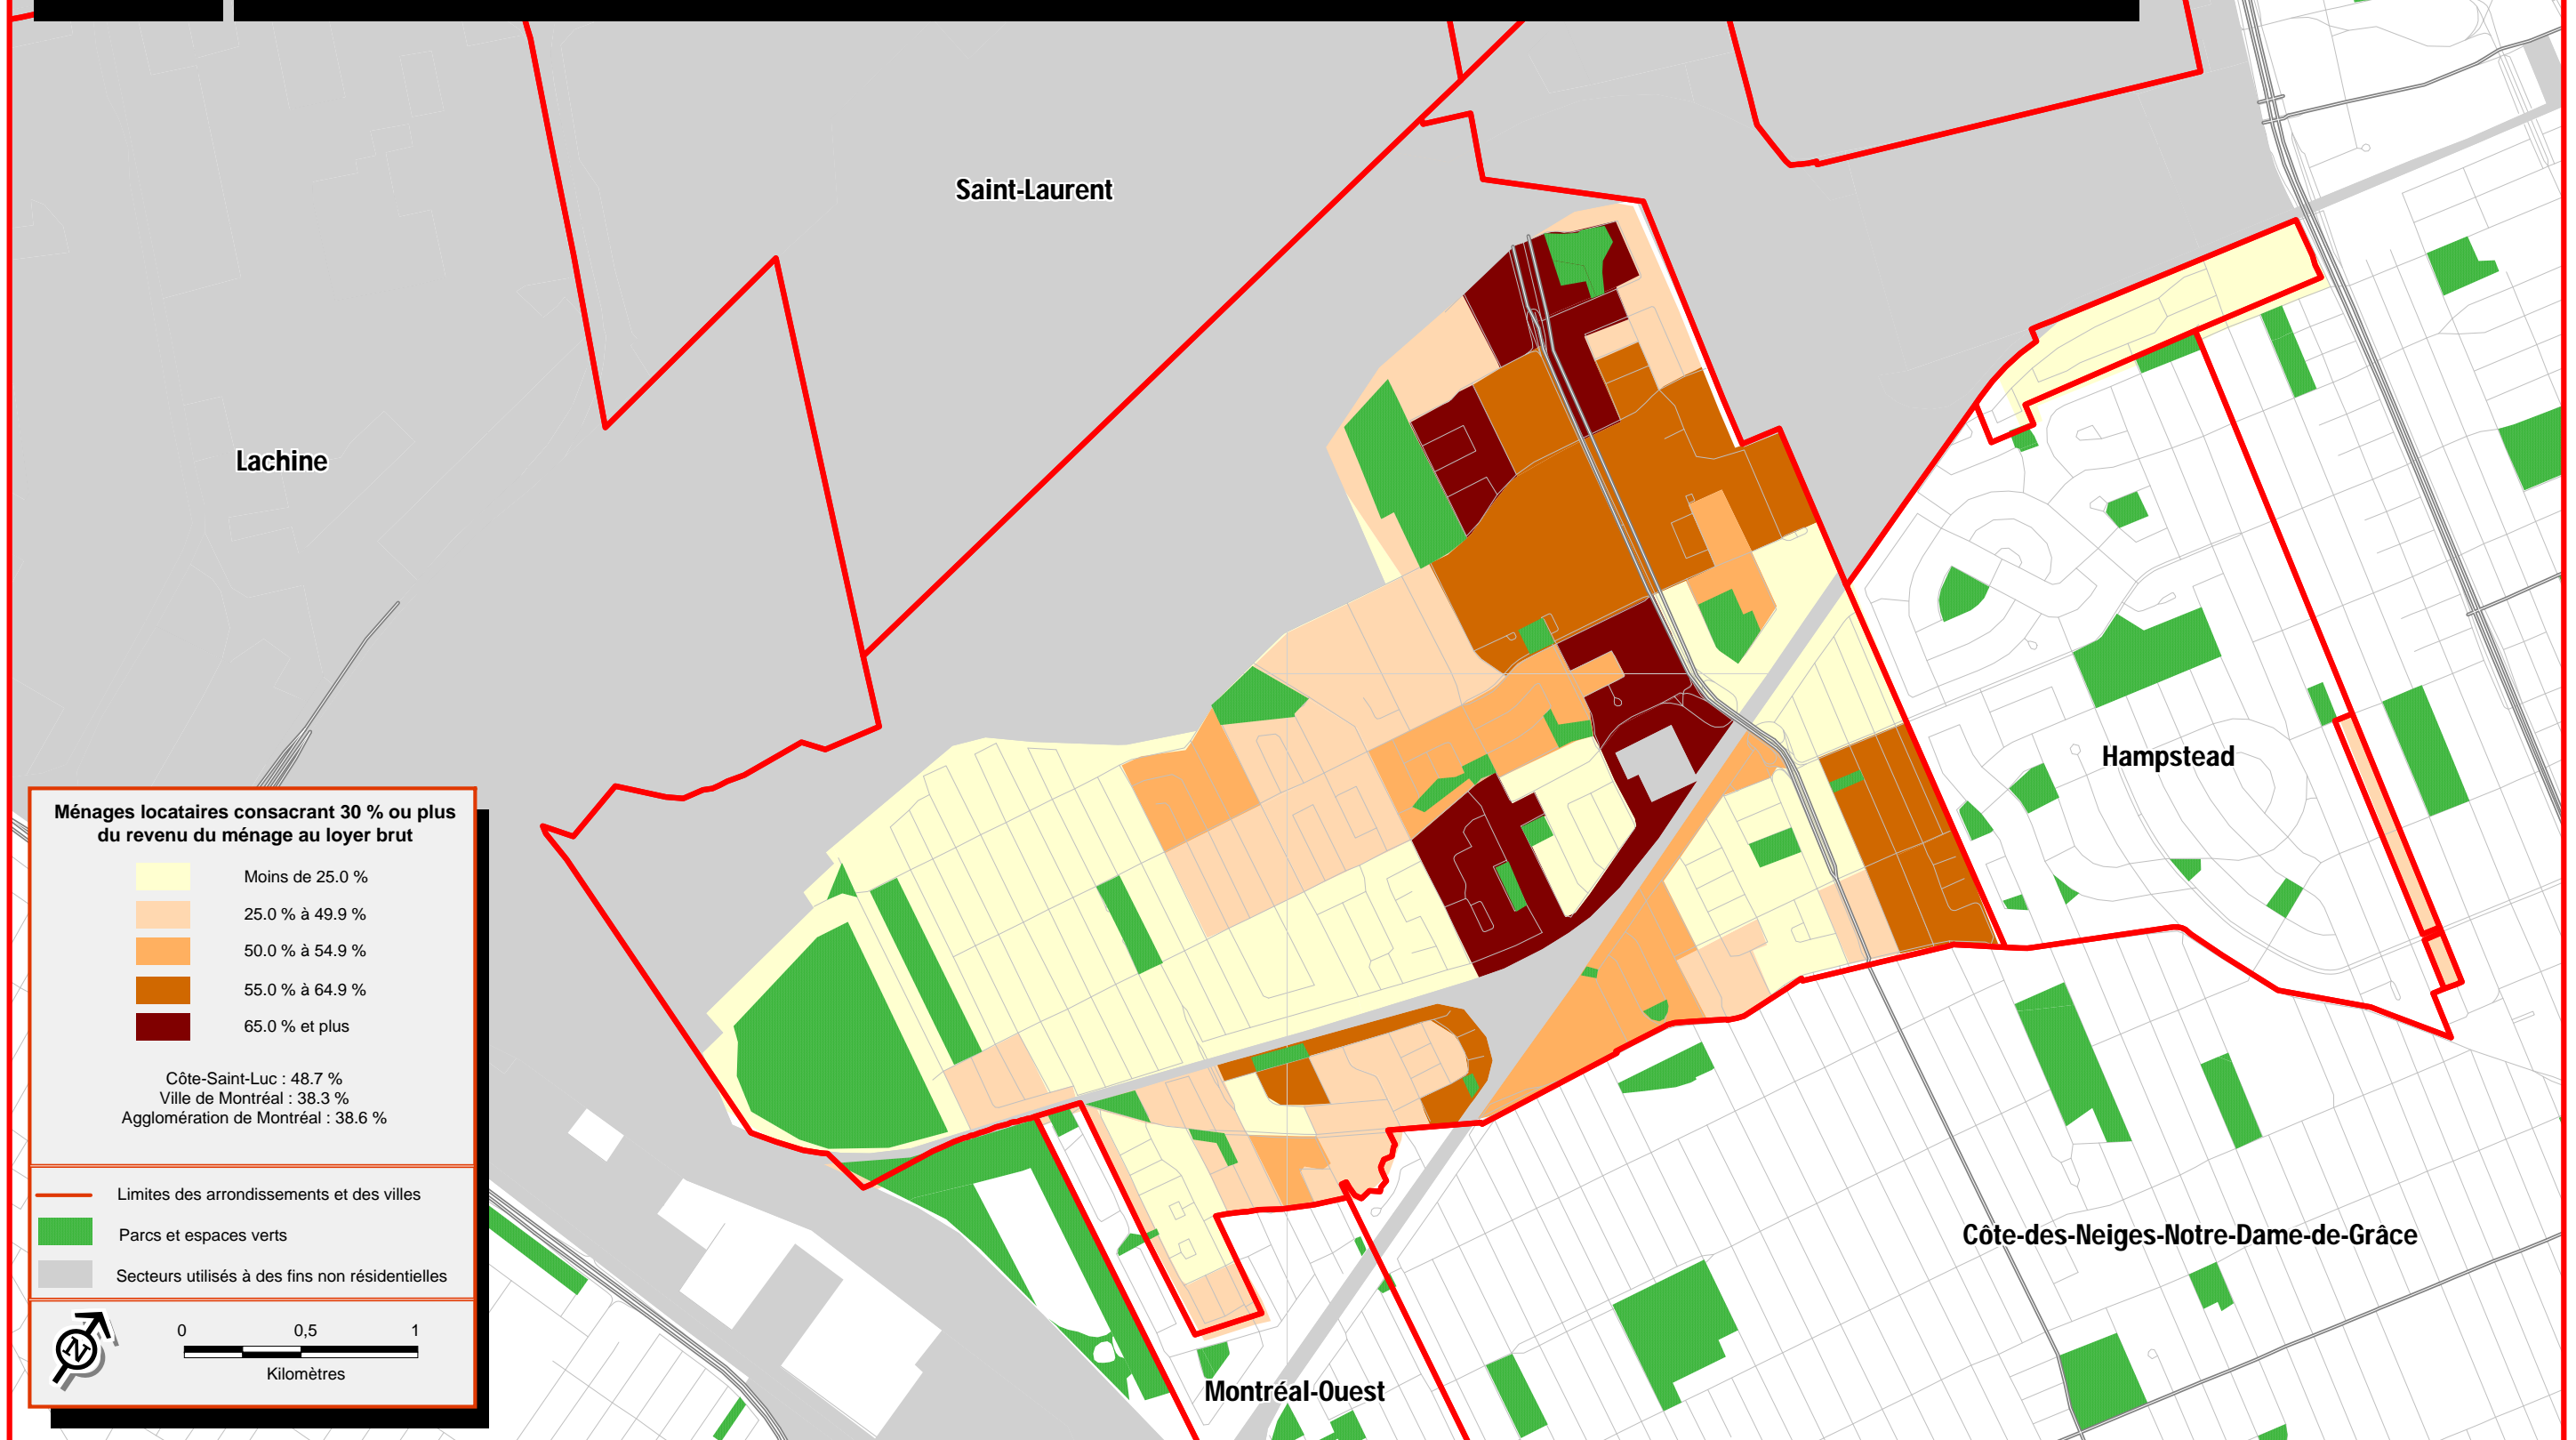 Saint-Laurent
Lachine
Hampstead
Côte-des-Neiges-Notre-Dame-de-Grâce
Montréal-Ouest
Ménages locataires consacrant 30 % ou plus
du revenu du ménage au loyer brut
Moins de 25.0 %
25.0 % à 49.9 %
50.0 % à 54.9 %
55.0 % à 64.9 %
65.0 % et plus
Côte-Saint-Luc : 48.7 %
Ville de Montréal : 38.3 %
Agglomération de Montréal : 38.6 %
Limites des arrondissements et des villes
Parcs et espaces verts
Secteurs utilisés à des fins non résidentielles
N
0 0,5 1
Kilomètres